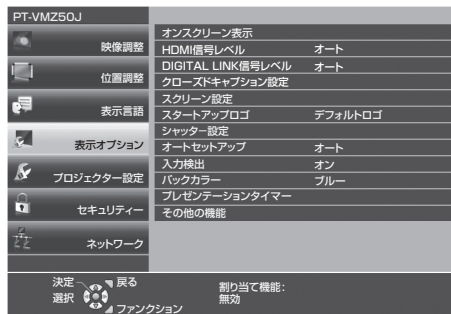 PT-VMZ50J
映像調整
位置調整
表示言語
表示オプション
プロジェクター設定
セキュリティー
ネットワーク
オンスクリーン表示
HDMI信号レベル オート
DIGITAL LINK信号レベル オート
クローズドキャプション設定
スクリーン設定
スタートアップロゴ デフォルトロゴ
シャッター設定
オートセットアップ オート
入力検出 オン
バックカラー ブルー
プレゼンテーションタイマー
その他の機能
決定 戻る
選択
ファンクション
割り当て機能:
無効